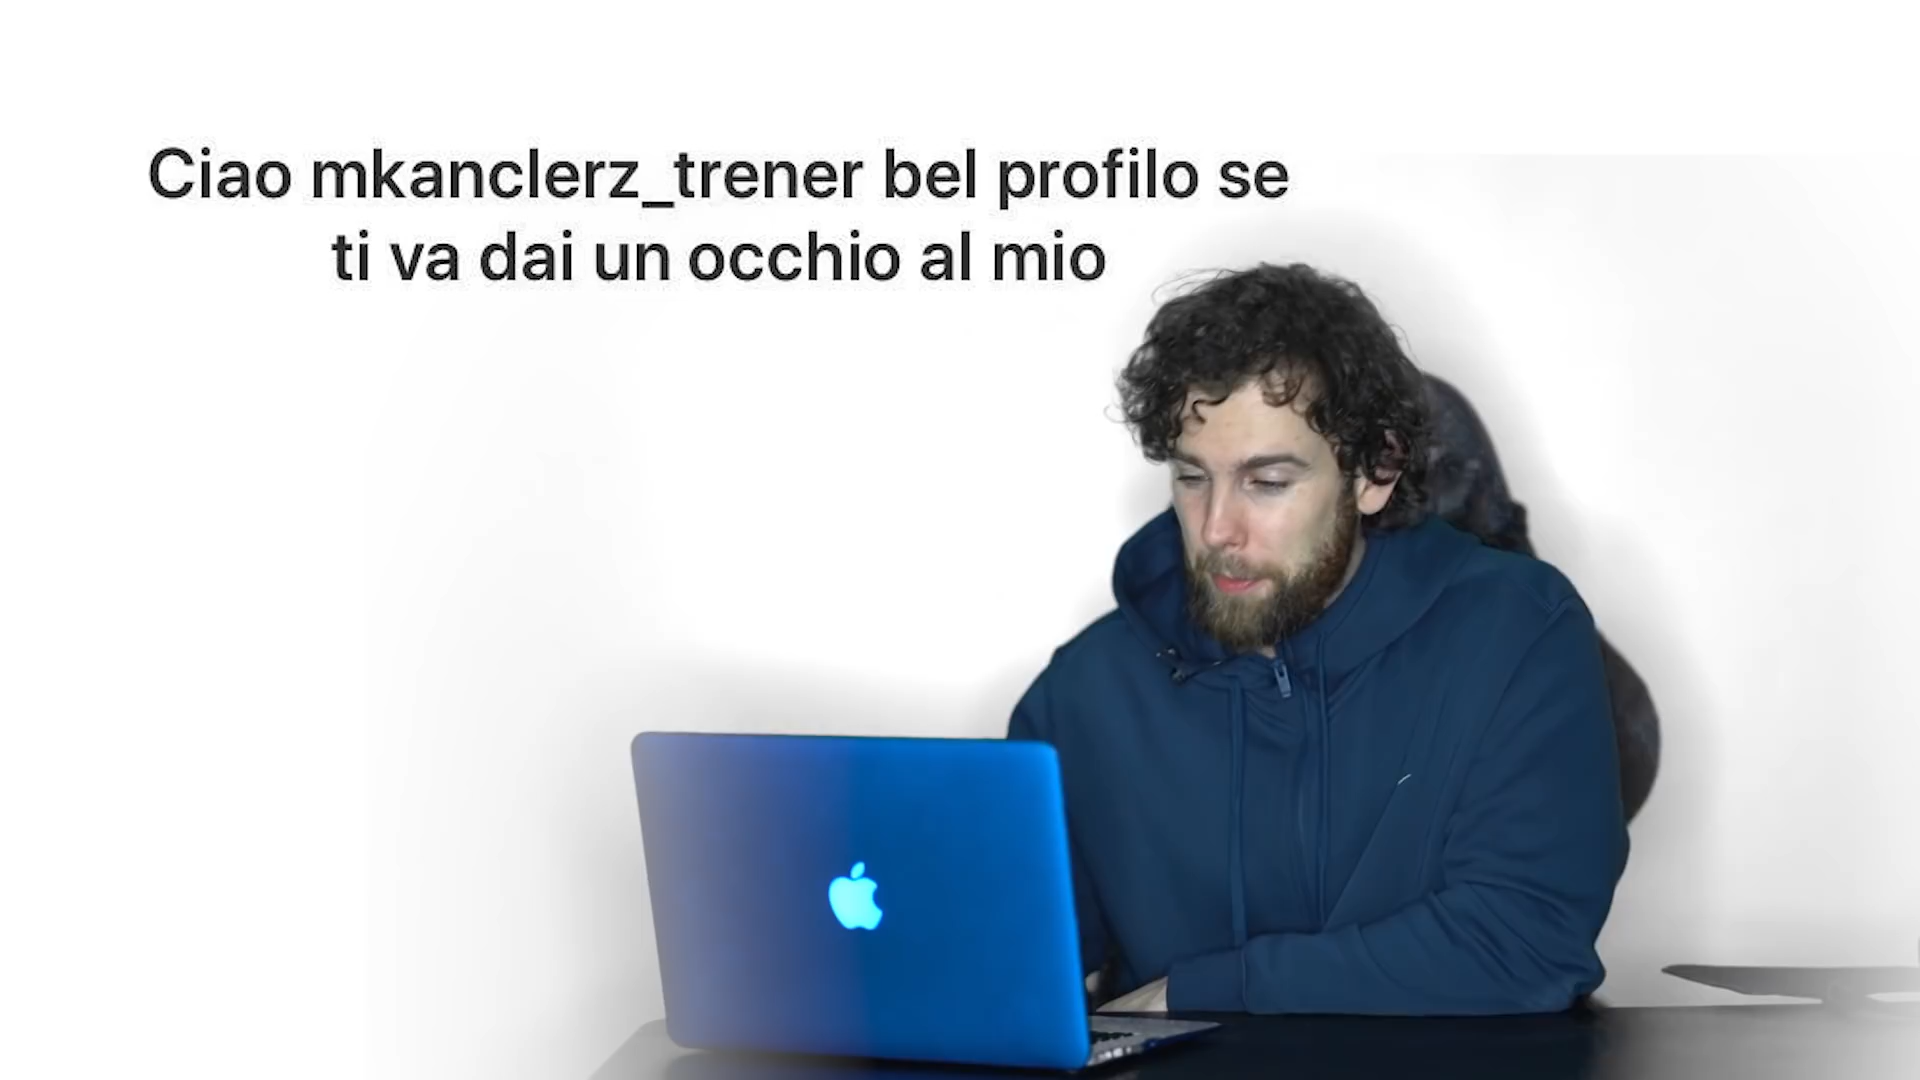 Ciao mkanclerz_trener bel profilo se
ti va dai un occhio al mio